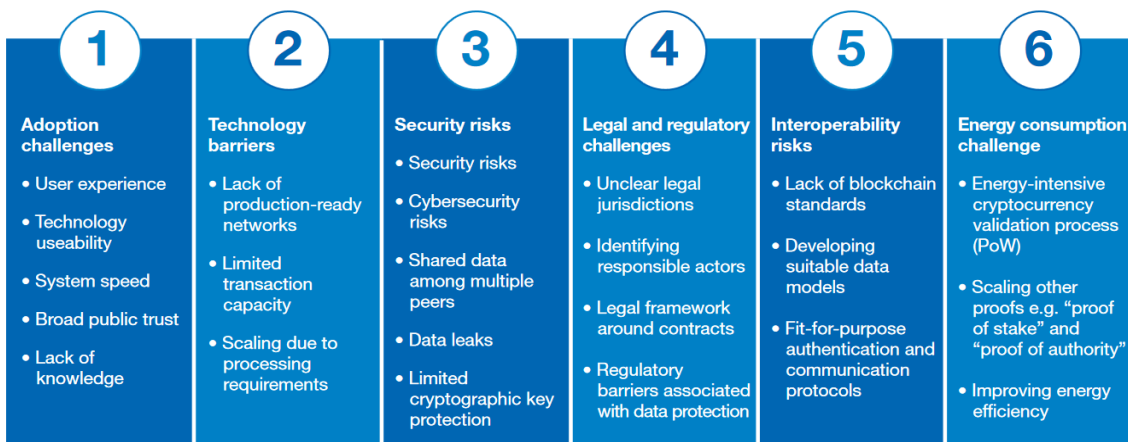 1
Adoption
challenges
• User experience
• Technology
useability
• System speed
• Broad public trust
• Lack of
knowledge
2
Technology
barriers
• Lack of
production-ready
networks
• Limited
transaction
capacity
• Scaling due to
processing
requirements
3
Security risks
• Security risks
• Cybersecurity
risks
• Shared data
among multiple
peers
• Data leaks
• Limited
cryptographic key
protection
4
Legal and regulatory
challenges
• Unclear legal
jurisdictions
• Identifying
responsible actors
• Legal framework
around contracts
• Regulatory
barriers associated
with data protection
5
Interoperability
risks
• Lack of blockchain
standards
• Developing
suitable data
models
• Fit-for-purpose
authentication and
communication
protocols
6
Energy consumption
challenge
• Energy-intensive
cryptocurrency
validation process
(PoW)
• Scaling other
proofs e.g. “proof
of stake” and
“proof of authority”
• Improving energy
efficiency